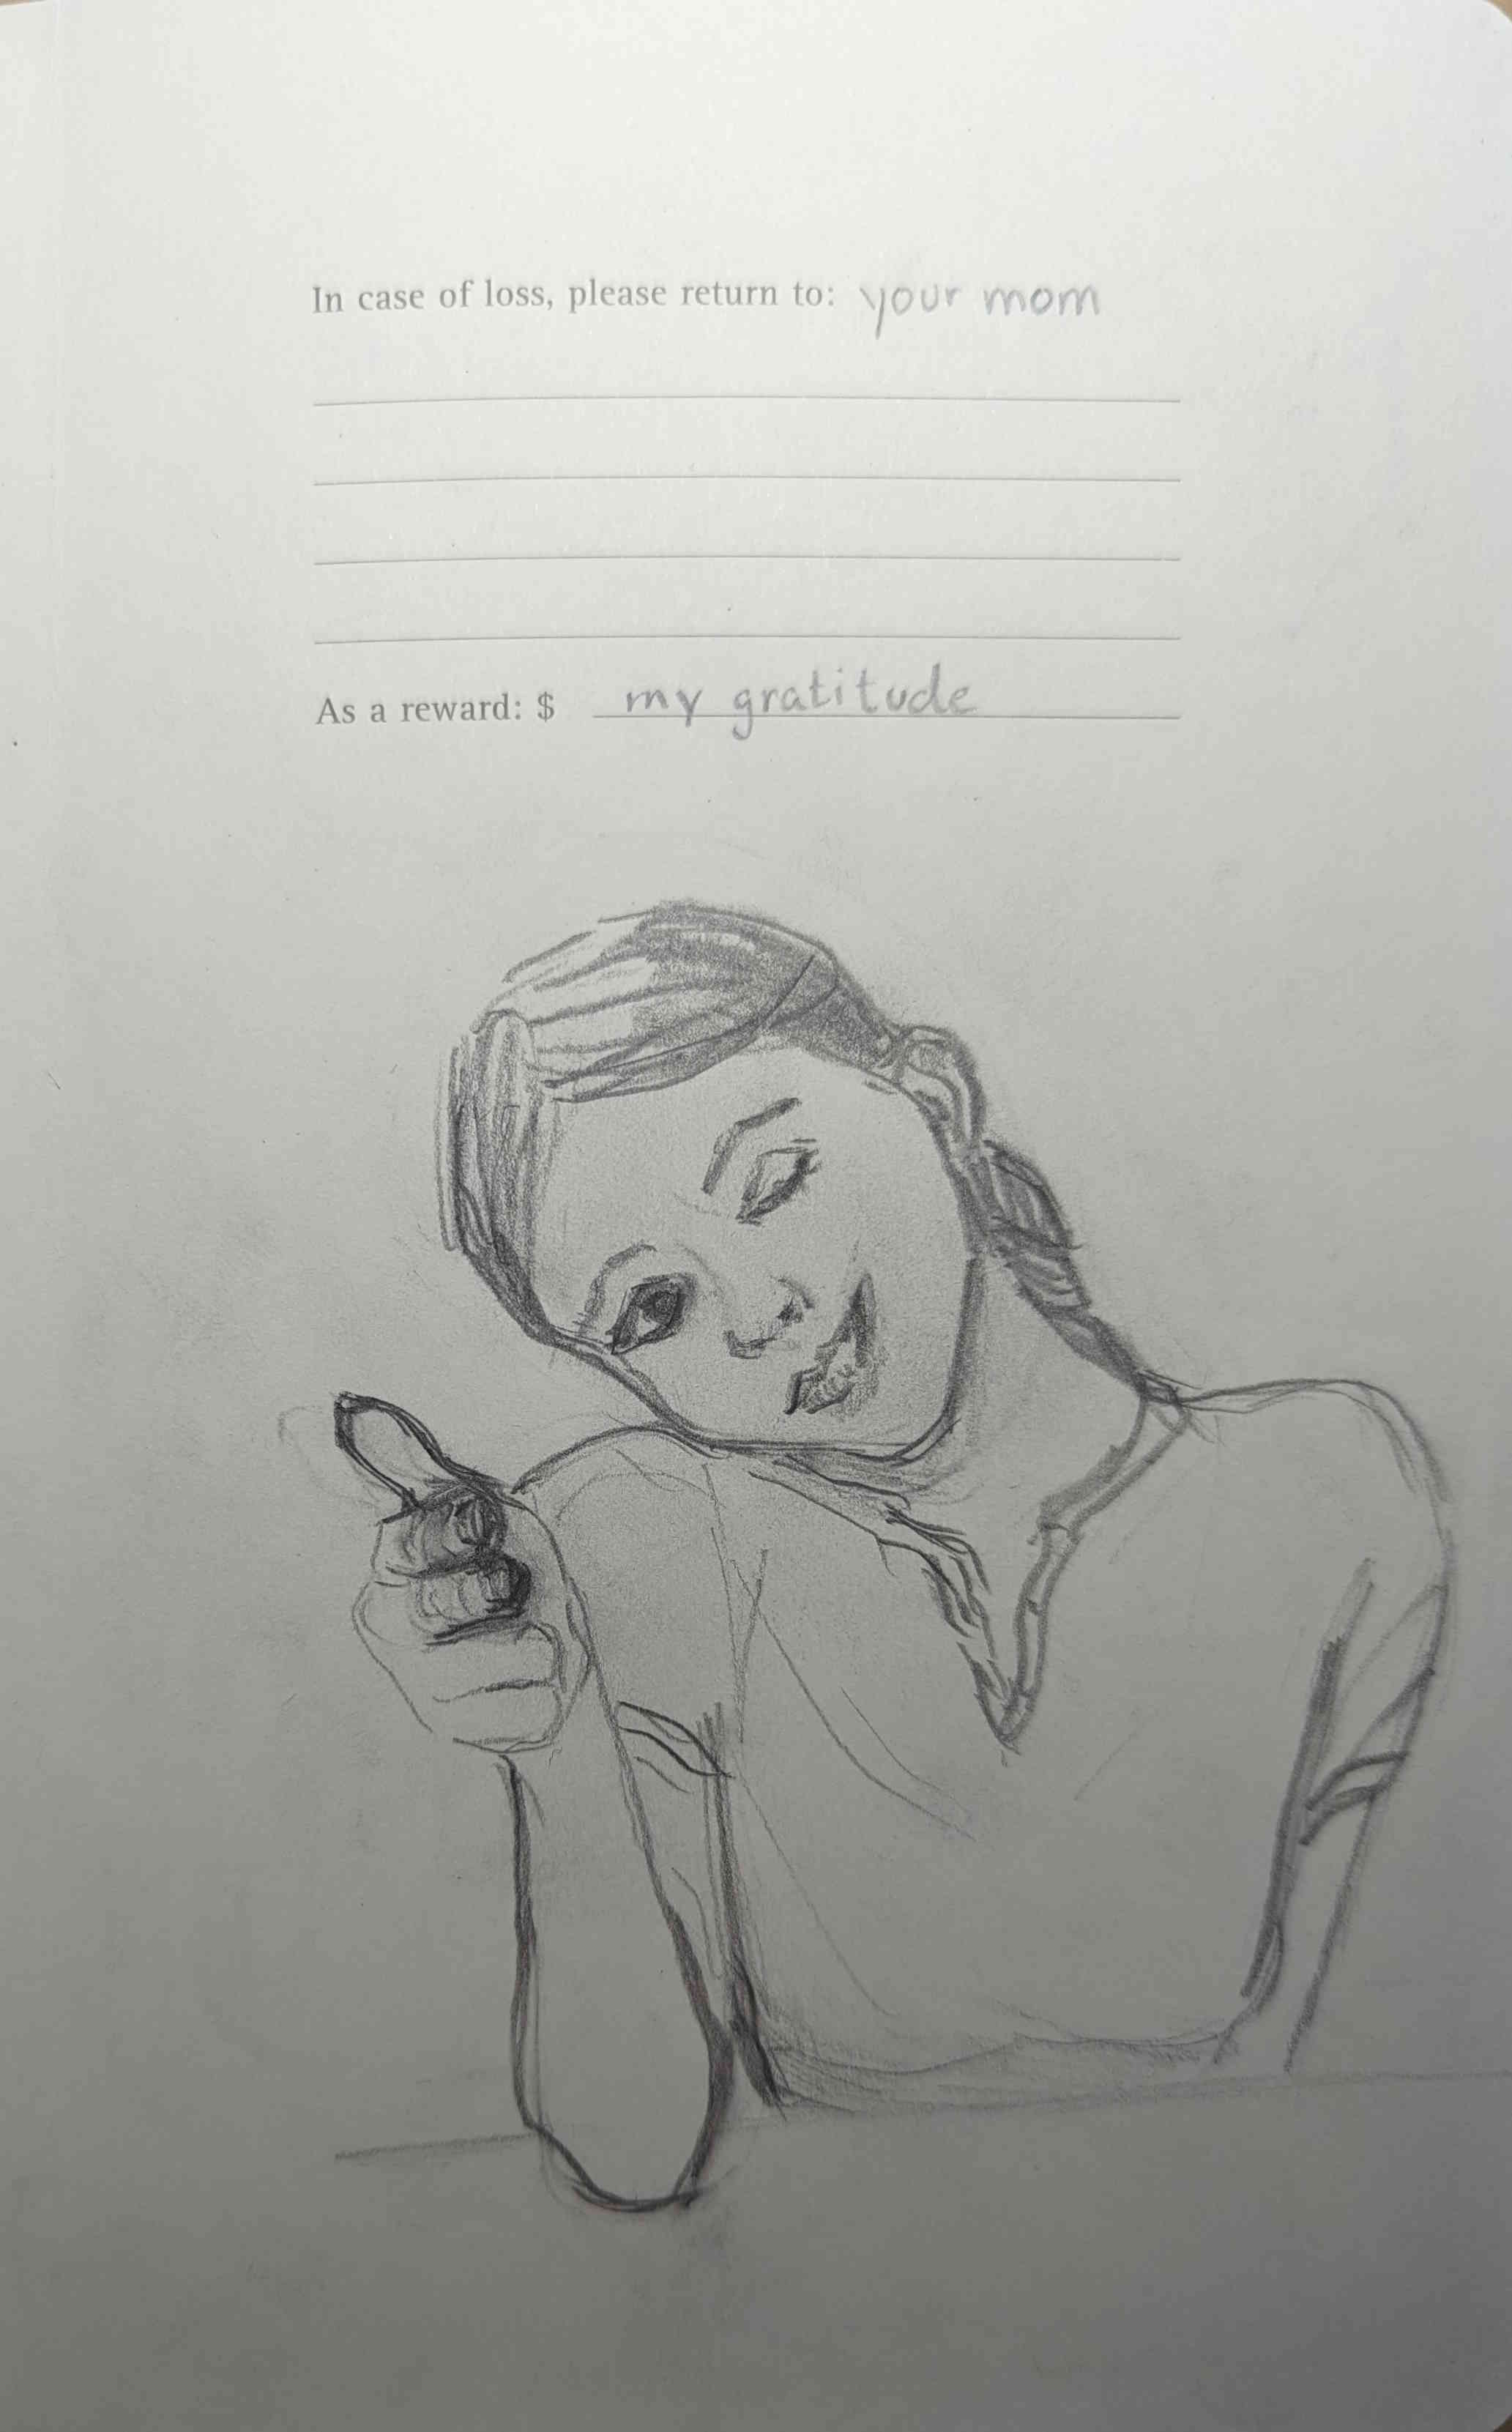 In case of loss, please return to: your mom
As a reward: $ my gratitude